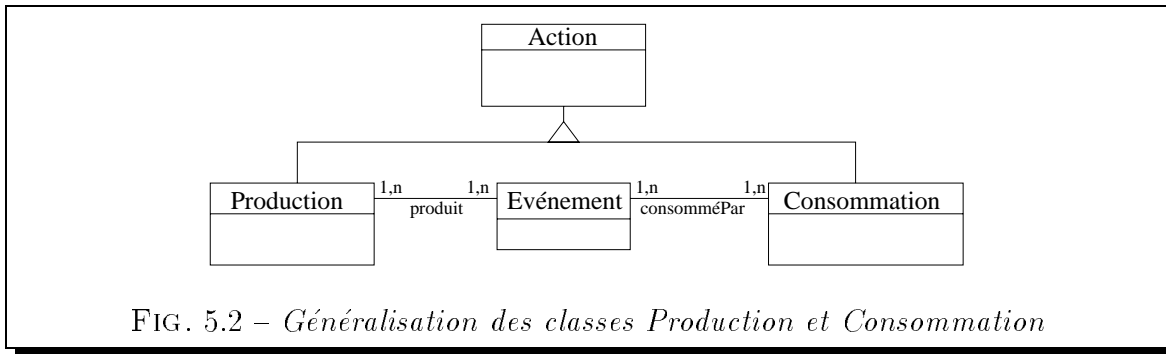 Action
1,n 1,n 1,n 1,n
Production Evénement Consommation
produit consomméPar
FIG. 5.2 – Généralisation des classes Production et Consommation